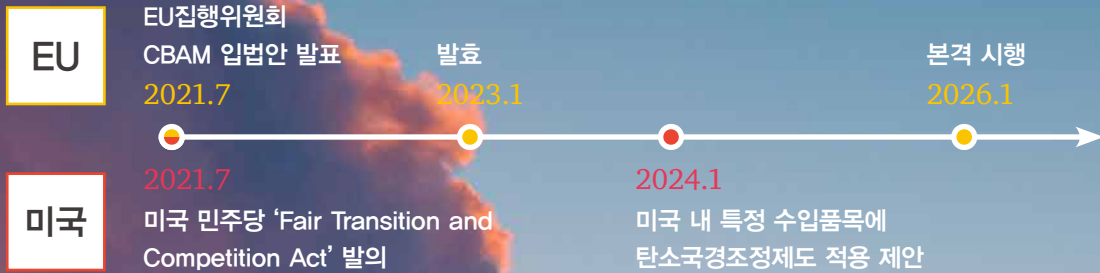 EU
EU집행위원회
CBAM 입법안 발표
2021.7
발효
2023.1
본격 시행
2026.1
미국
2021.7
미국 민주당 ‘Fair Transition and
Competition Act’ 발의
2024.1
미국 내 특정 수입품목에
탄소국경조정제도 적용 제안